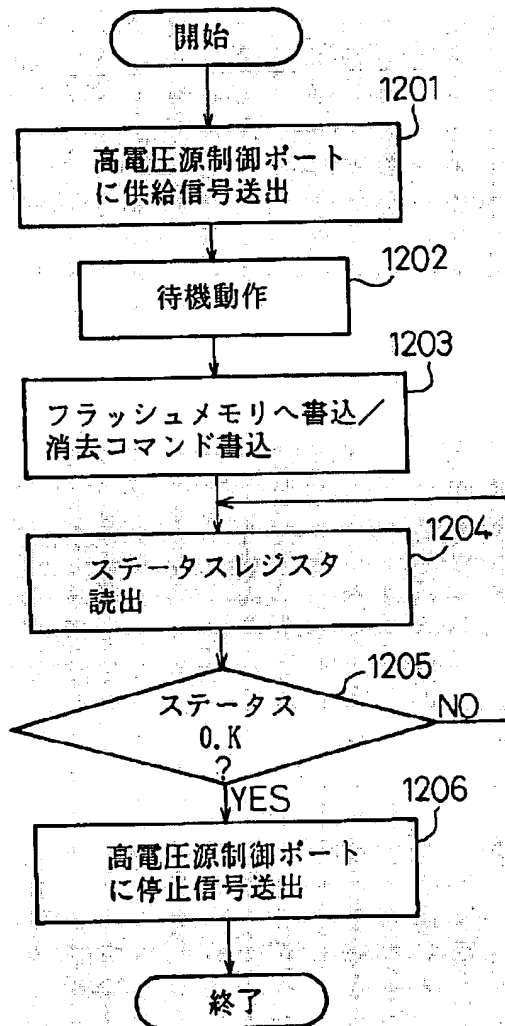 開始
1201
高電圧源制御ポート
に供給信号送出
1202
待機動作
1203
フラッシュメモリへ書込/
消去コマンド書込
1204
ステータスレジスタ
読出
1205
ステータス
O.K
?
NO
YES
1206
高電圧源制御ポート
に停止信号送出
終了